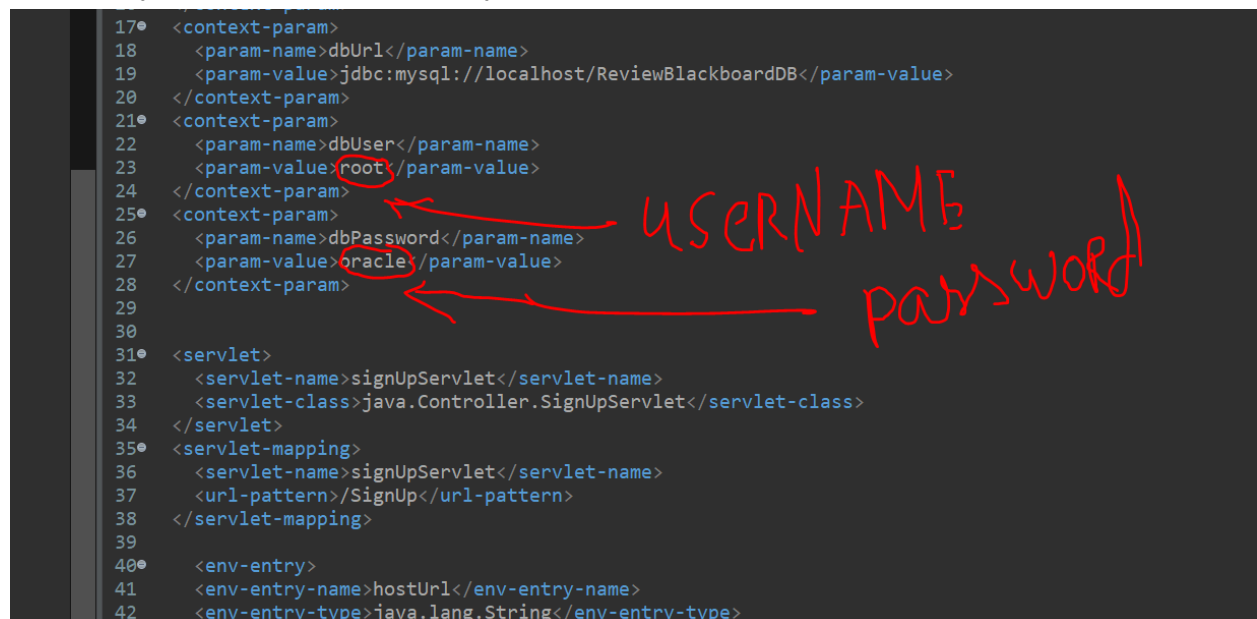 17 <context-param>
18 <param-name>dbUrl</param-name>
19 <param-value>jdbc:mysql://localhost/ReviewBlackboardDB</param-value>
20 </context-param>
21 <context-param>
22 <param-name>dbUser</param-name>
23 <param-value>root</param-value>
24 </context-param>
USERNAME
25 <context-param>
26 <param-name>dbPassword</param-name>
27 <param-value>oracle</param-value>
28 </context-param>
password
29
30
31 <servlet>
32 <servlet-name>signUpServlet</servlet-name>
33 <servlet-class>java.Controller.SignUpServlet</servlet-class>
34 </servlet>
35 <servlet-mapping>
36 <servlet-name>signUpServlet</servlet-name>
37 <url-pattern>/SignUp</url-pattern>
38 </servlet-mapping>
39
40 <env-entry>
41 <env-entry-name>hostUrl</env-entry-name>
42 <env-entry-type>java.lang.String</env-entry-type>